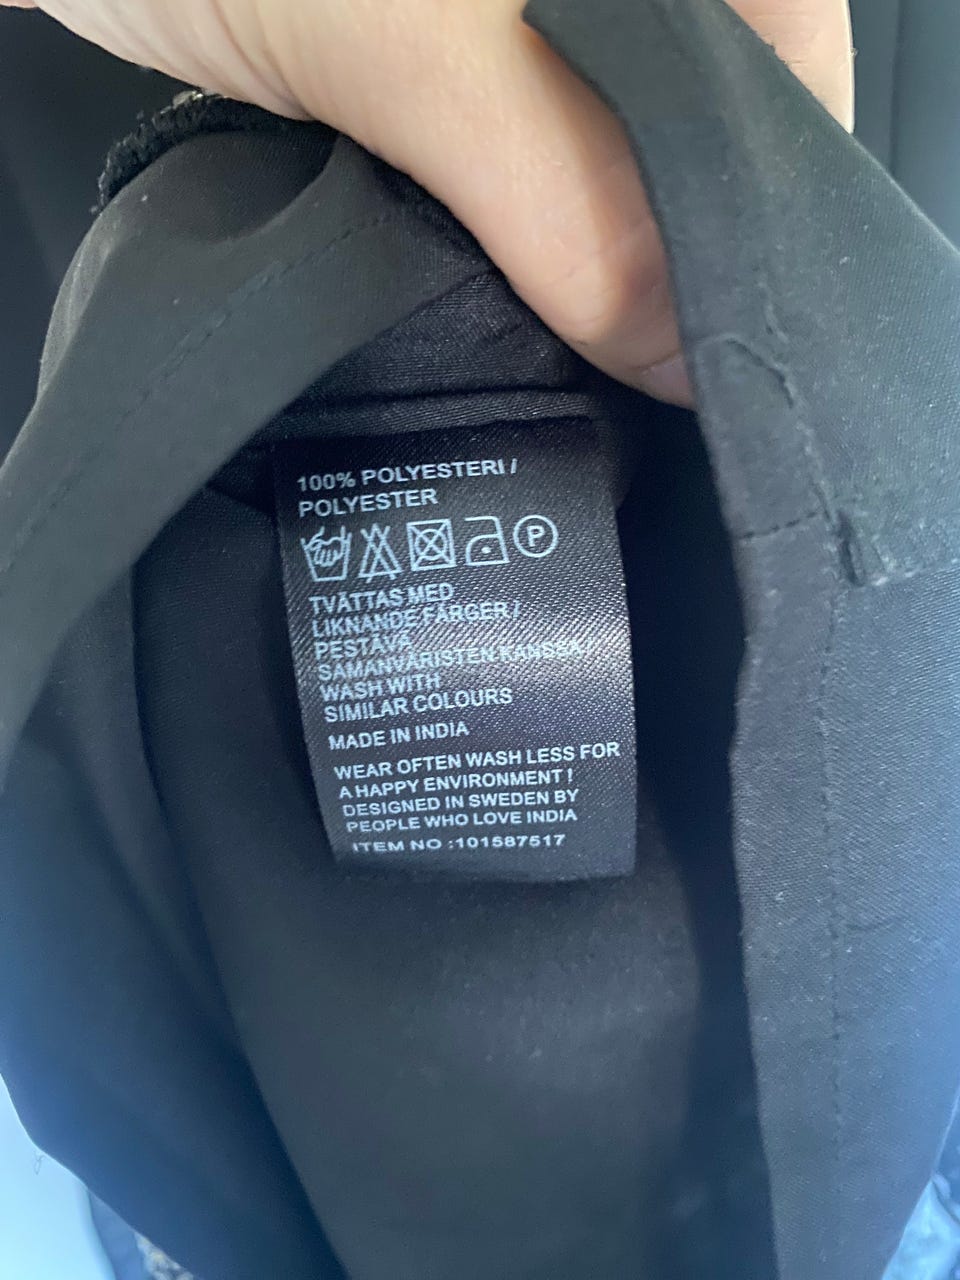 100% POLYESTERI /
POLYESTER
P
TVÄTTAS MED
LIKNANDE FÄRGER /
PESTÄVÄ
SAMANVÄRISTEN KANSSA /
WASH WITH
SIMILAR COLOURS
MADE IN INDIA
WEAR OFTEN WASH LESS FOR
A HAPPY ENVIRONMENT !
DESIGNED IN SWEDEN BY
PEOPLE WHO LOVE INDIA
ITEM NO :101587517